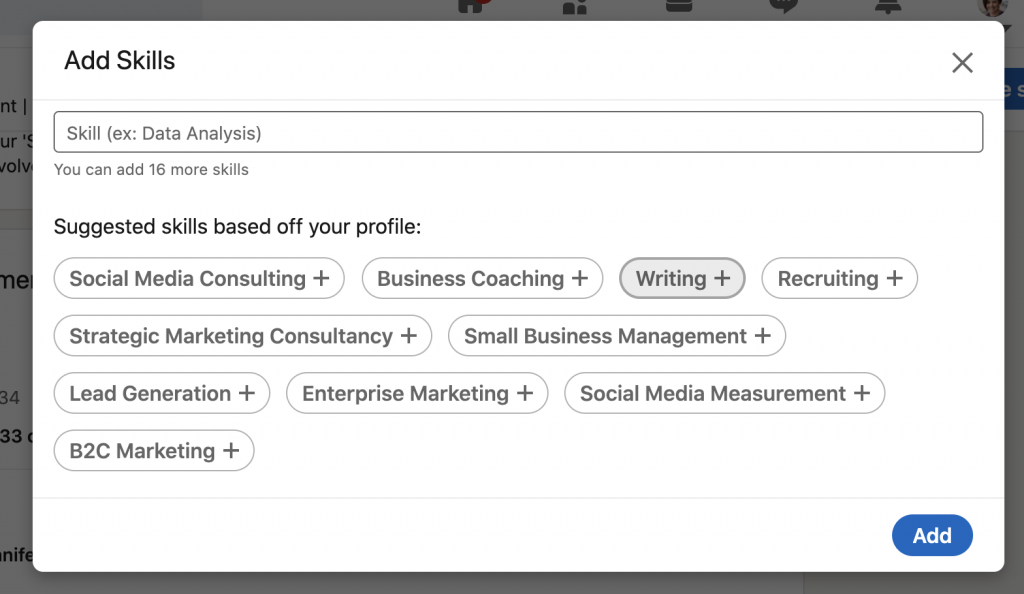 Add Skills
Skill (ex: Data Analysis)
You can add 16 more skills
Suggested skills based off your profile:
Social Media Consulting + Business Coaching + Writing + Recruiting +
Strategic Marketing Consultancy + Small Business Management +
Lead Generation + Enterprise Marketing + Social Media Measurement +
B2C Marketing +
Add
34